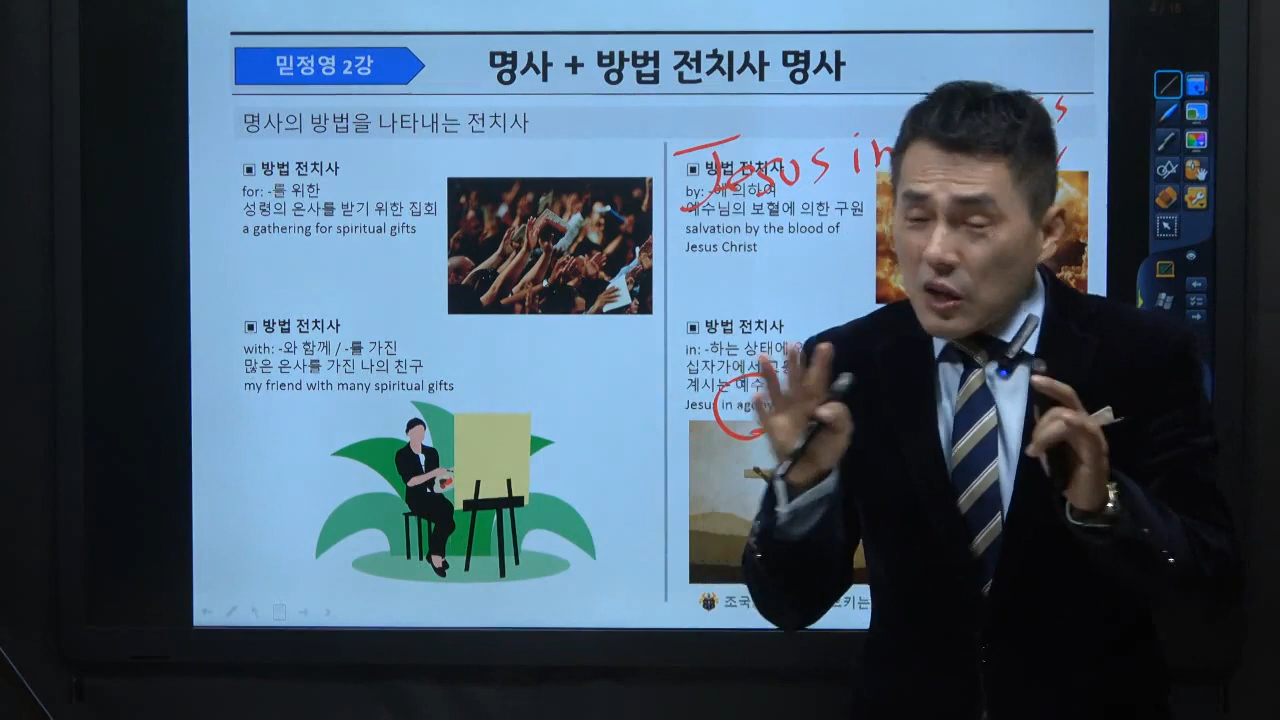 믿정영 2강
명사 + 방법 전치사 명사
명사의 방법을 나타내는 전치사
▣ 방법 전치사
for: -를 위한
성령의 은사를 받기 위한 집회
a gathering for spiritual gifts
▣ 방법 전치사
with: -와 함께 / -를 가진
많은 은사를 가진 나의 친구
my friend with many spiritual gifts
Jesus in
▣ 방법 전치사
by: -에 의하여
예수님의 보혈에 의한 구원
salvation by the blood of
Jesus Christ
▣ 방법 전치사
in: -하는 상태에
십자가에서
계시는 예수
Jesus in